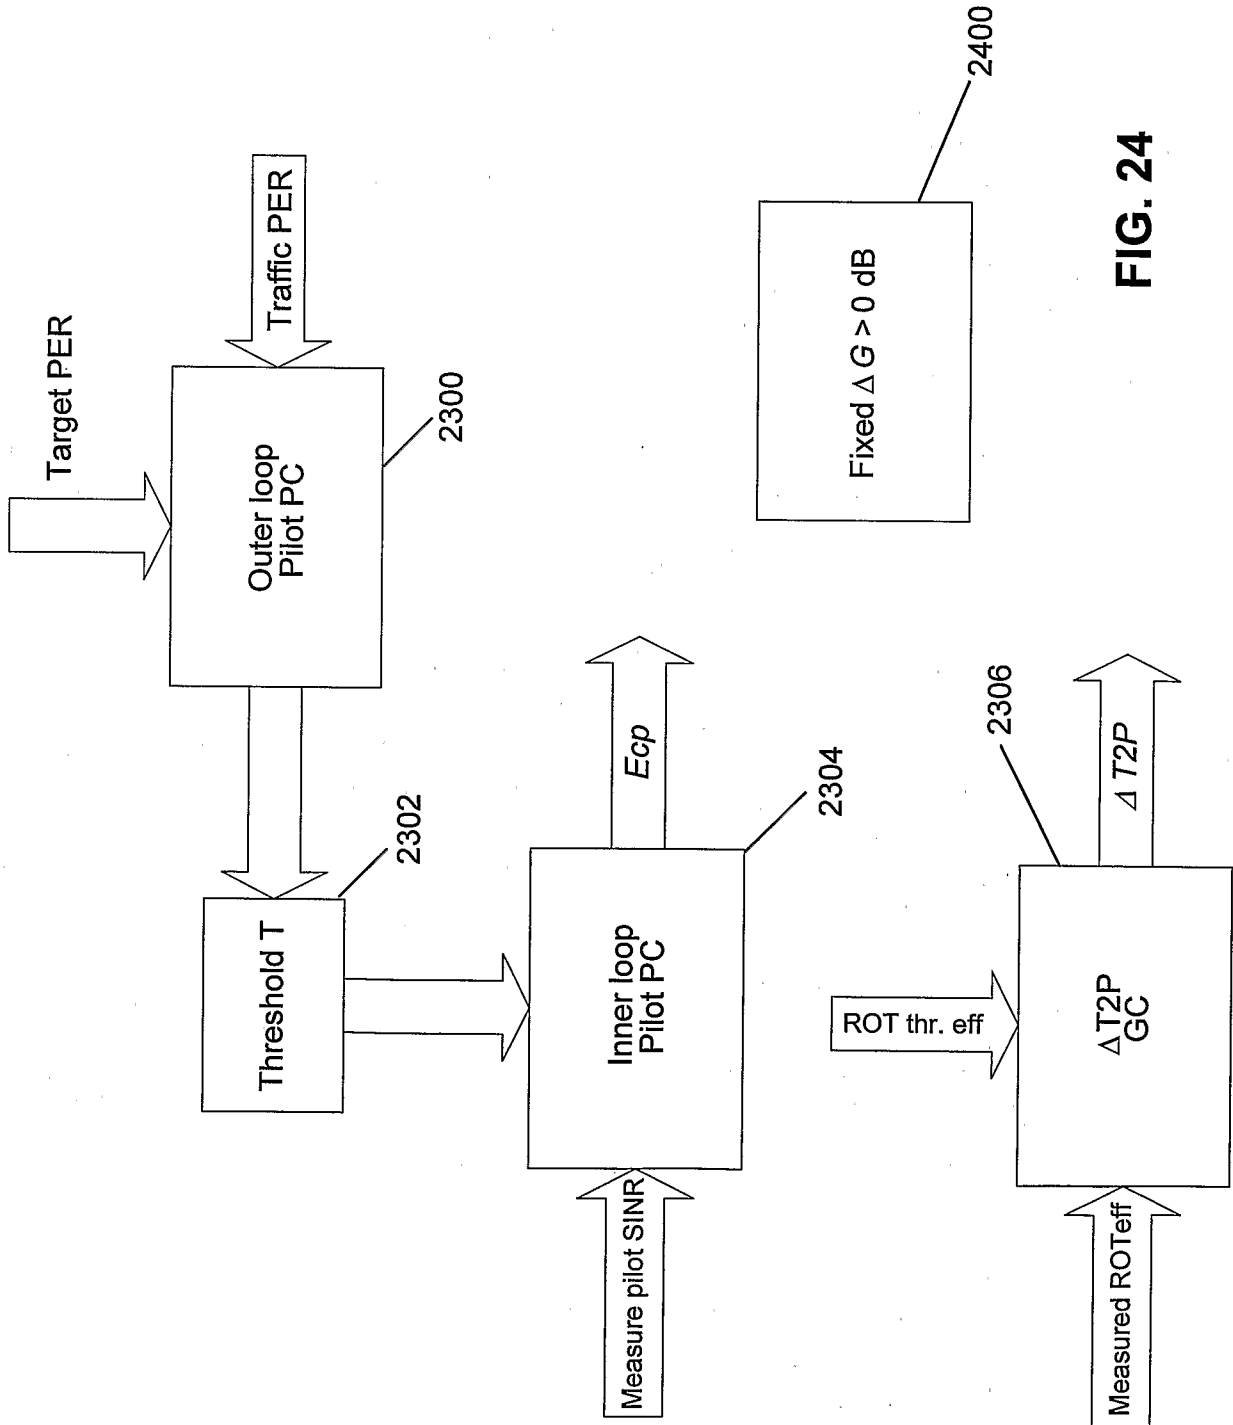 Target PER
Traffic PER
Outer loop
Pilot PC
2300
Threshold T
2302
Measure pilot SINR
Inner loop
Pilot PC
2304
Ecp
Fixed Δ G > 0 dB
2400
ROT thr. eff
Measured ROTeff
Δ T2P
GC
2306
Δ T2P
FIG. 24